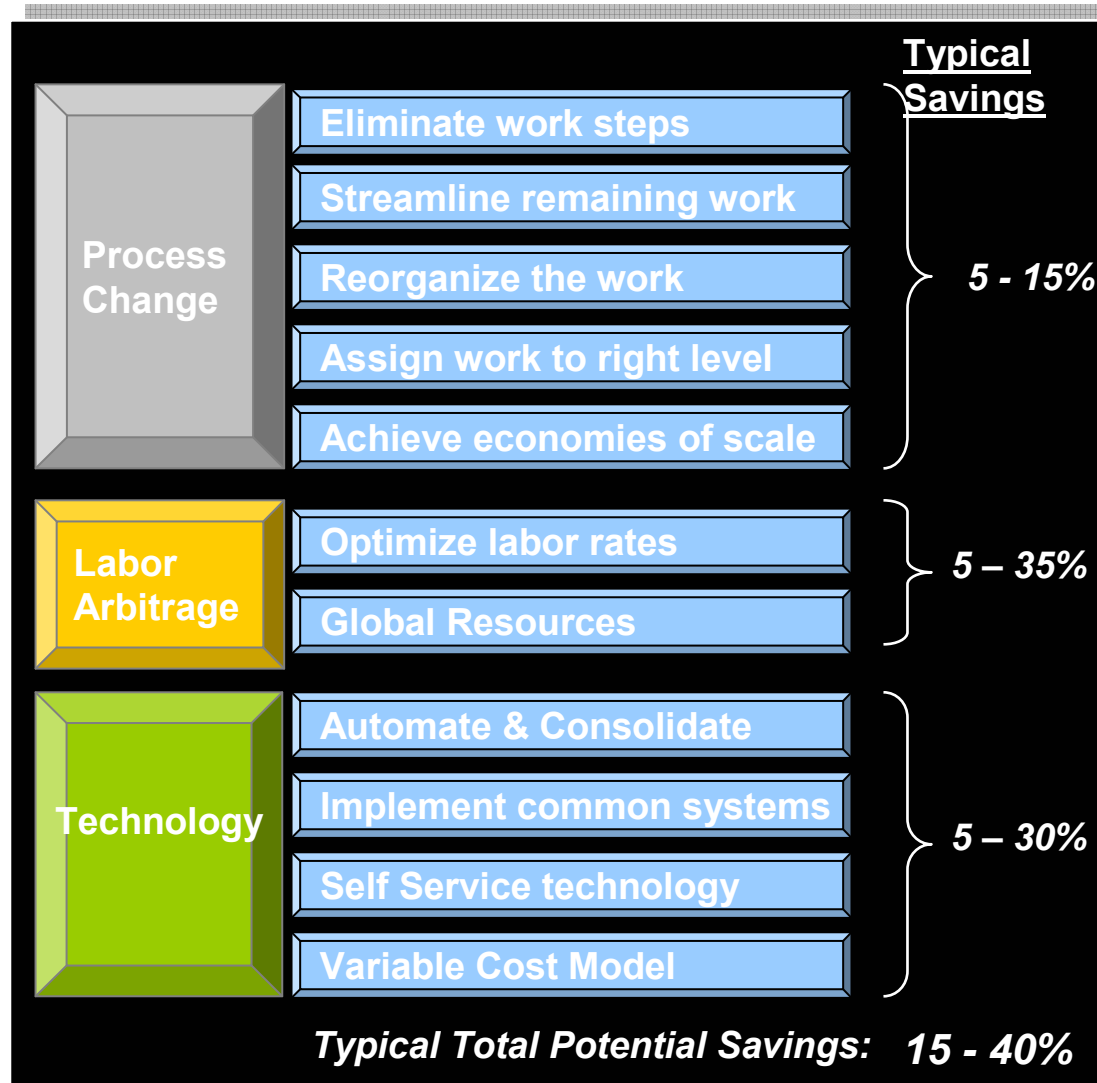 Typical
Savings
Process
Change
Eliminate work steps
Streamline remaining work
Reorganize the work
Assign work to right level
Achieve economies of scale
5 - 15%
Labor
Arbitrage
Optimize labor rates
Global Resources
5 – 35%
Technology
Automate & Consolidate
Implement common systems
Self Service technology
Variable Cost Model
5 – 30%
Typical Total Potential Savings: 15 - 40%